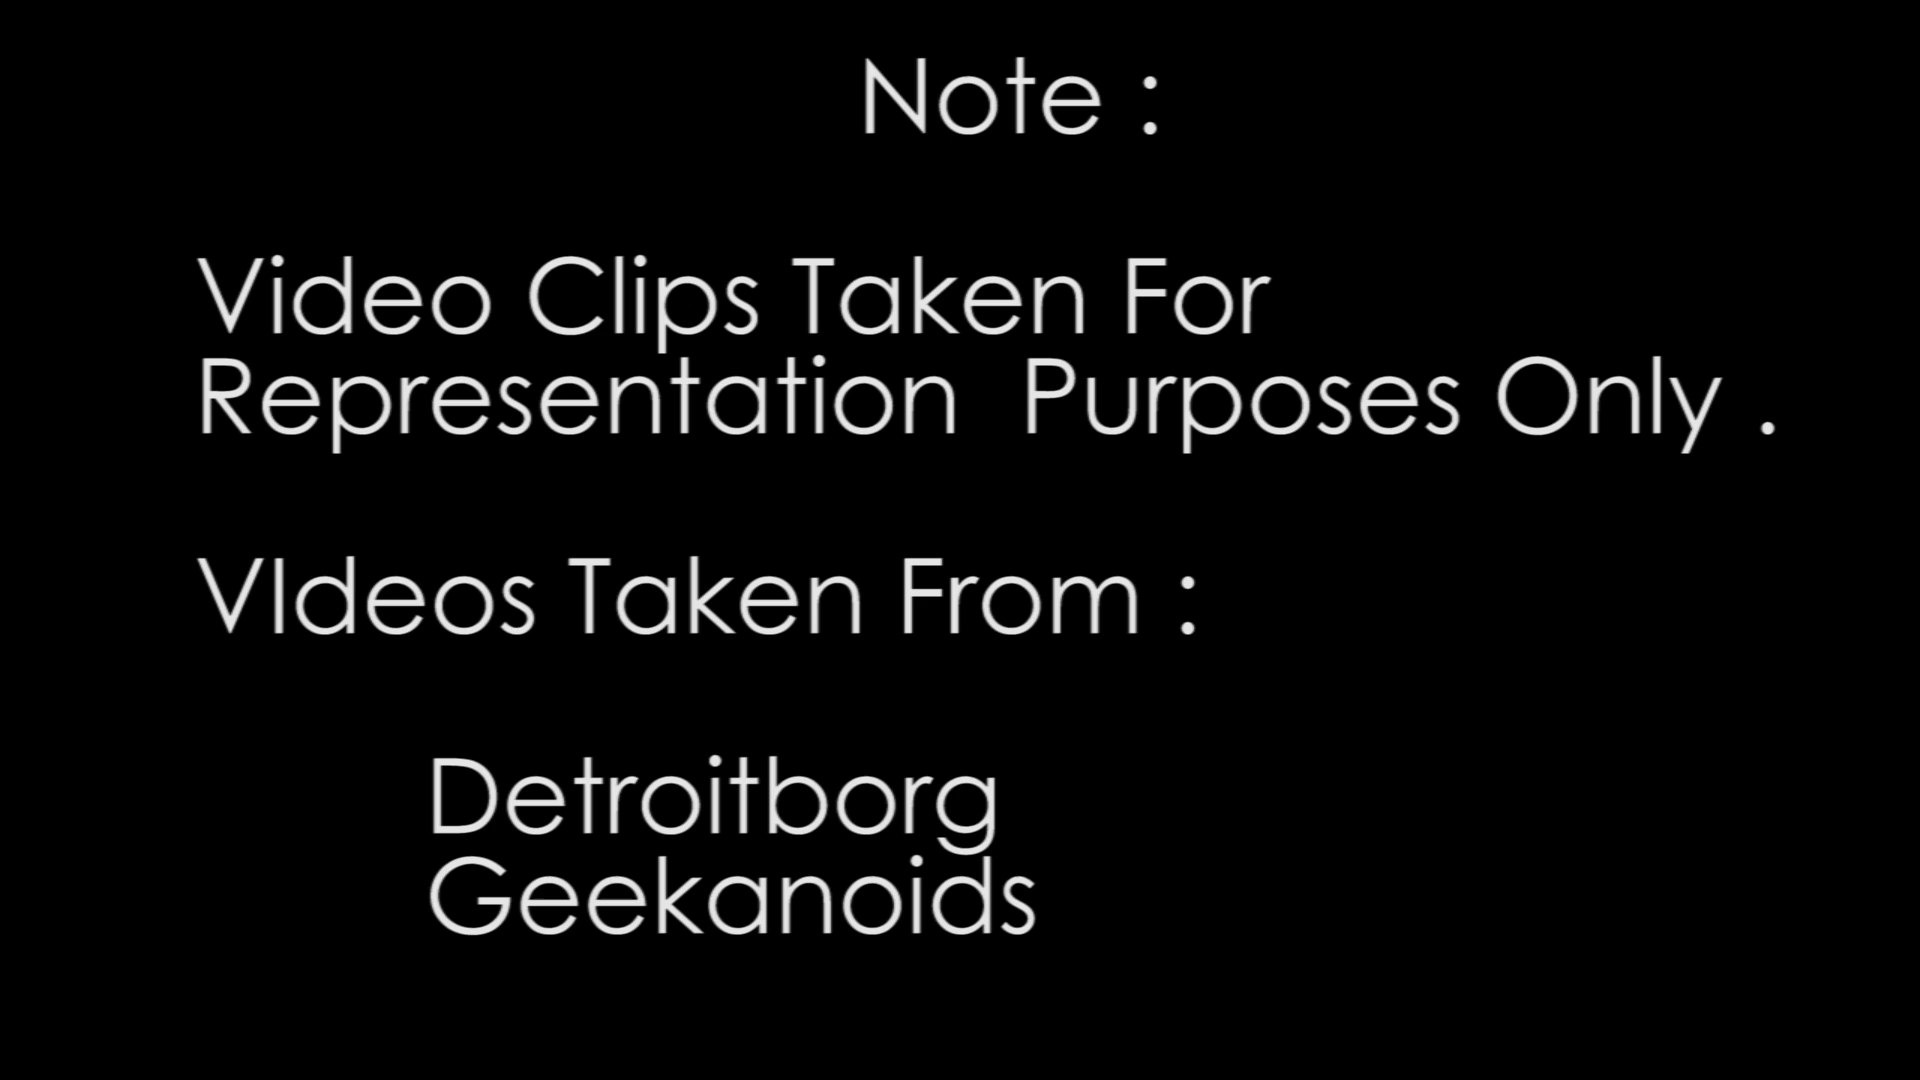 Note :
Video Clips Taken For
Representation  Purposes Only .
VIdeos Taken From :
Detroitborg
Geekanoids